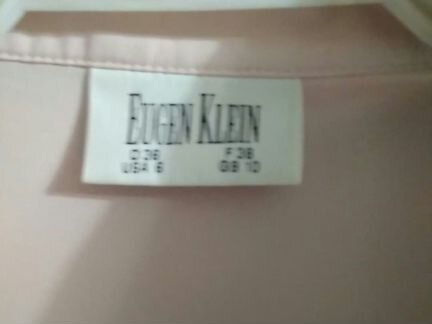 EUGEN KLEIN
D 36 F 38
USA 6 GB 10